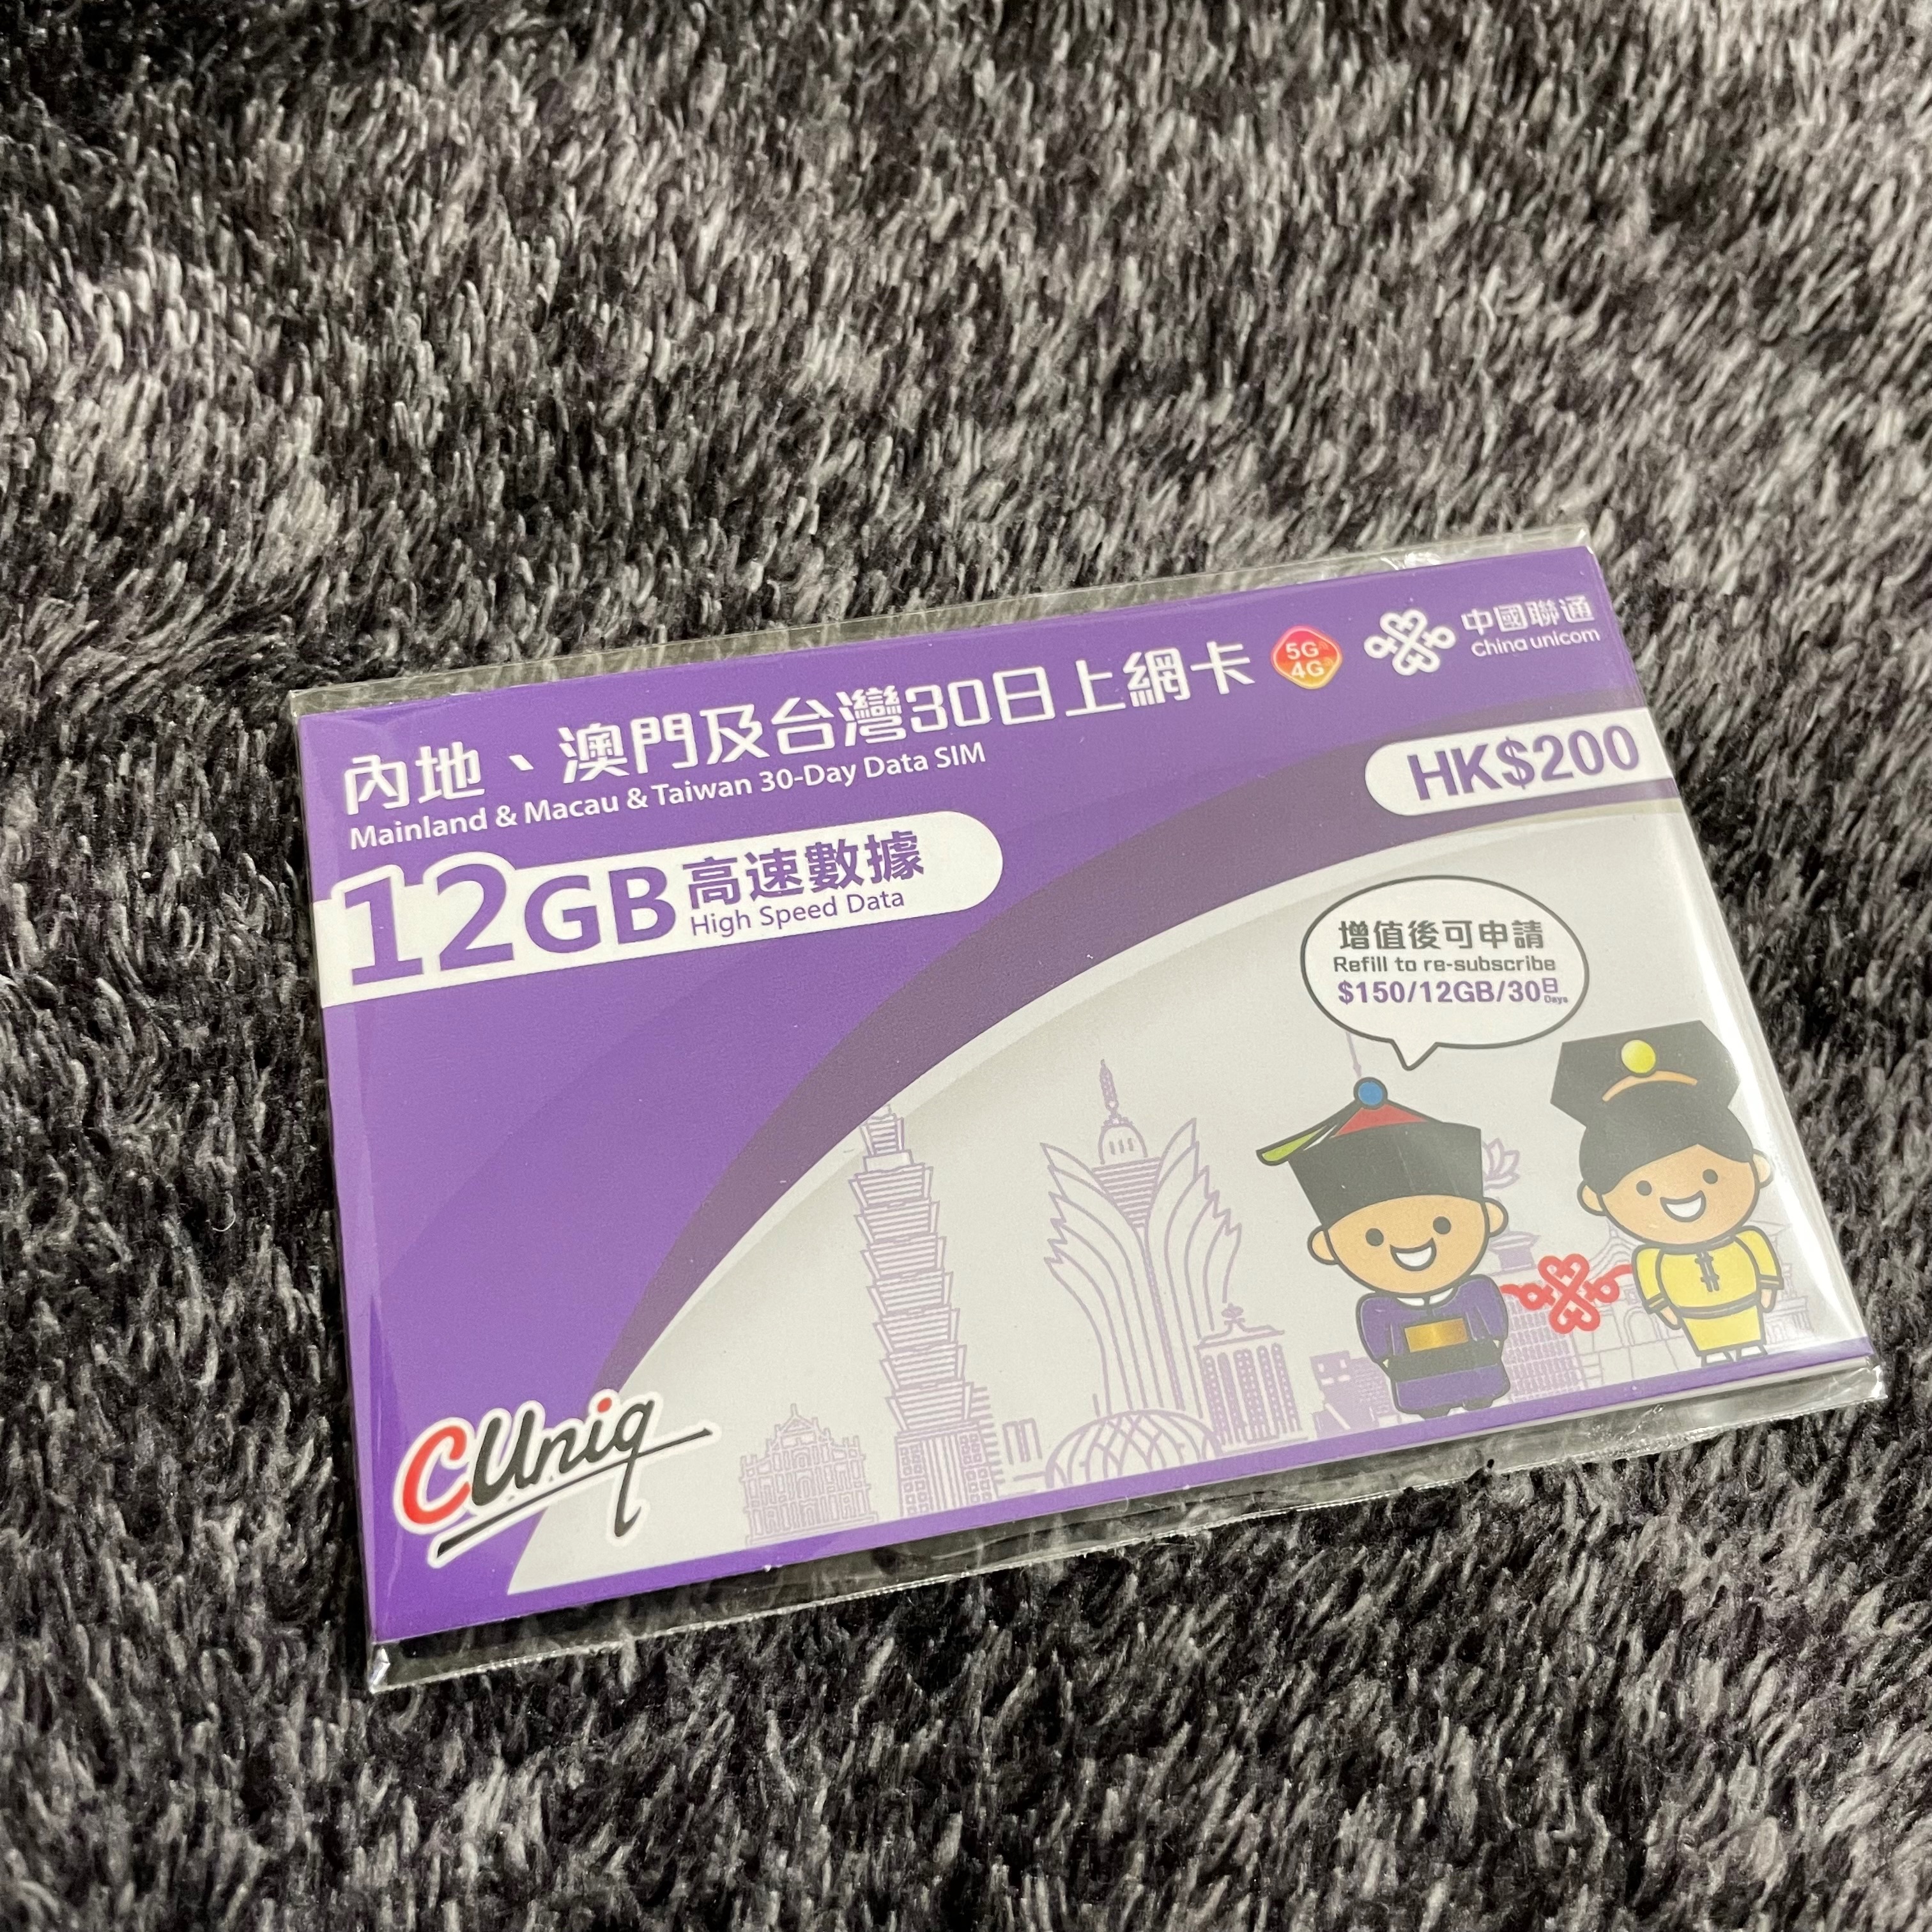 內地、澳門及台灣30日上網卡
5G
4G
中國聯通
China unicom
Mainland & Macau & Taiwan 30-Day Data SIM
HK$200
12GB 高速數據
High Speed Data
增值後可申請
Refill to re-subscribe
$150/12GB/30日
Days
CUniq